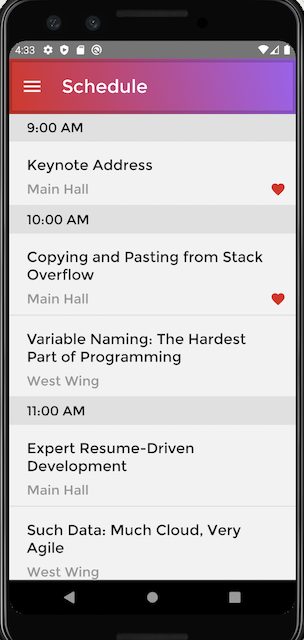 4:33
Schedule
9:00 AM
Keynote Address
Main Hall
10:00 AM
Copying and Pasting from Stack
Overflow
Main Hall
Variable Naming: The Hardest
Part of Programming
West Wing
11:00 AM
Expert Resume-Driven
Development
Main Hall
Such Data: Much Cloud, Very
Agile
West Wing